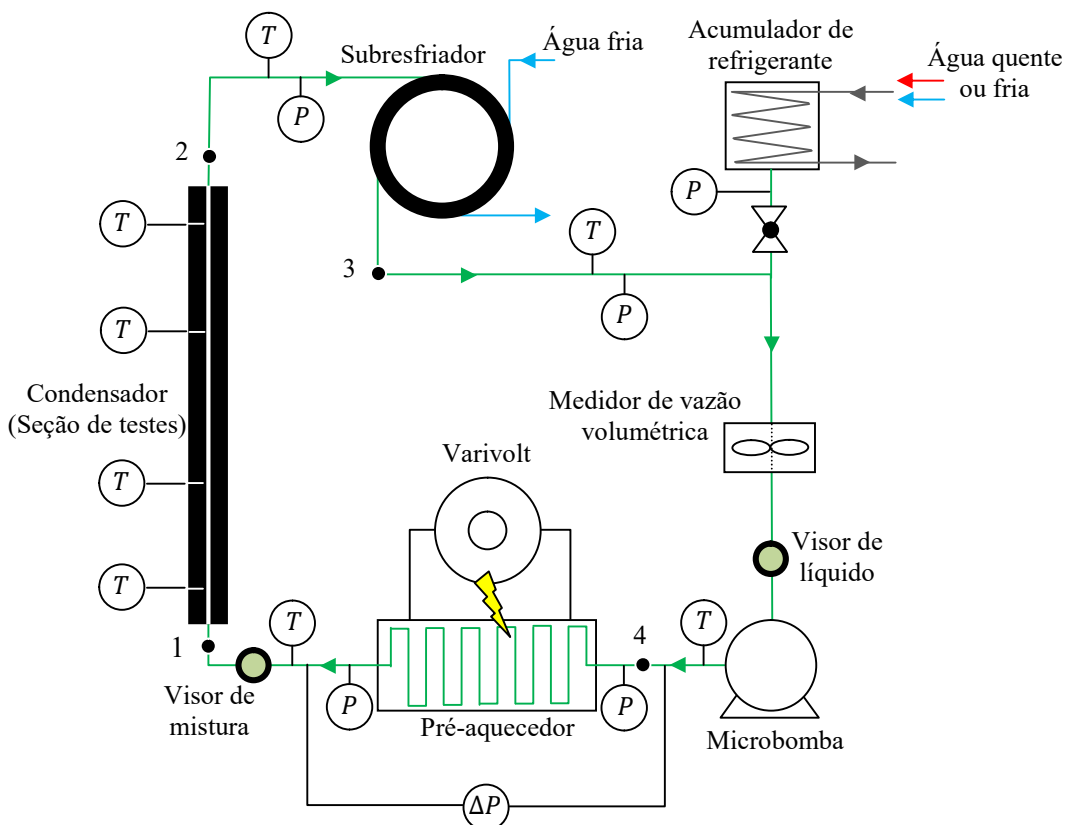 T
Subresfriador
Água fria
Acumulador de
refrigerante
Água quente
ou fria
P
2
P
T
T
3
P
T
Condensador
(Seção de testes)
Medidor de vazão
volumétrica
Varivolt
T
Visor de
líquido
T
1
T
4
T
Visor de
mistura
P
Pré-aquecedor
P
Microbomba
ΔP